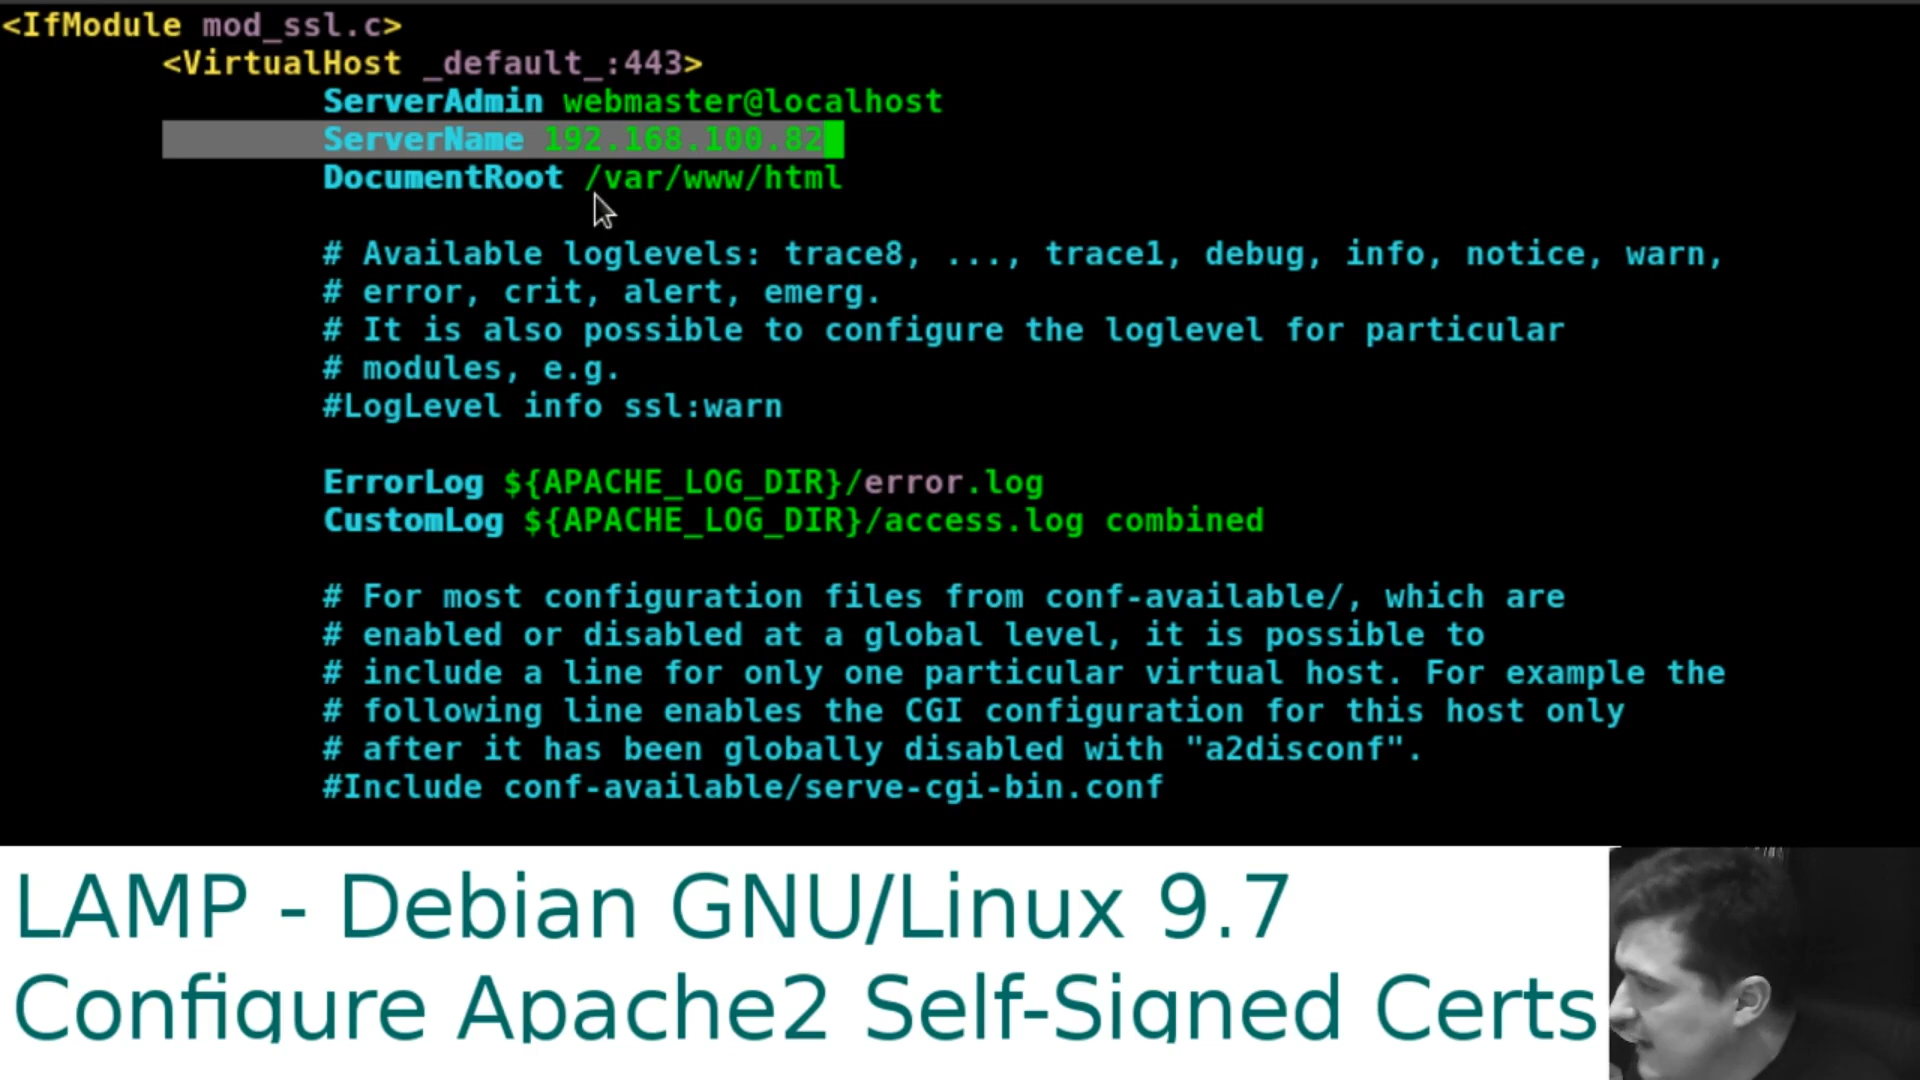 <IfModule mod_ssl.c>
<VirtualHost _default_:443>
ServerAdmin webmaster@localhost
ServerName 192.168.100.82
DocumentRoot /var/www/html
# Available loglevels: trace8, ..., trace1, debug, info, notice, warn,
# error, crit, alert, emerg.
# It is also possible to configure the loglevel for particular
# modules, e.g.
#LogLevel info ssl:warn
ErrorLog ${APACHE_LOG_DIR}/error.log
CustomLog ${APACHE_LOG_DIR}/access.log combined
# For most configuration files from conf-available/, which are
# enabled or disabled at a global level, it is possible to
# include a line for only one particular virtual host. For example the
# following line enables the CGI configuration for this host only
# after it has been globally disabled with "a2disconf".
#Include conf-available/serve-cgi-bin.conf
LAMP - Debian GNU/Linux 9.7
Configure Apache2 Self-Signed Certs